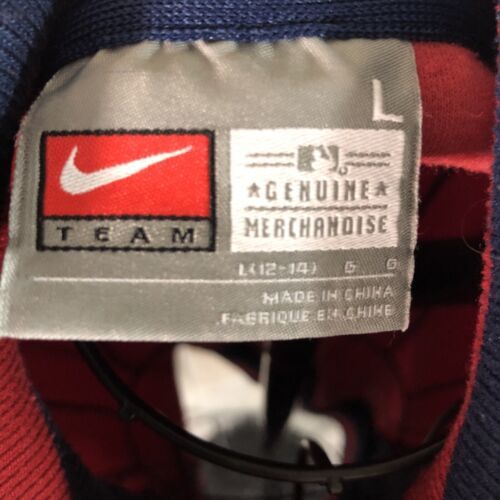 L
TEAM
★ GENUINE ★
MERCHANDISE
L(12-14) G G
MADE IN CHINA
FABRIQUE EN CHINE